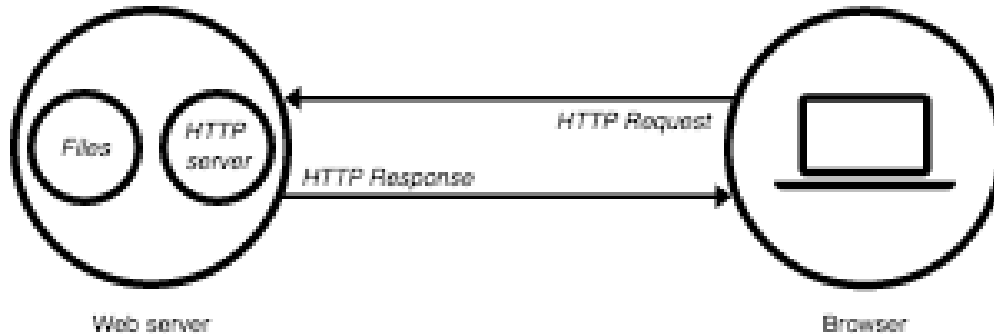 Files
HTTP
server
HTTP Request
HTTP Response
Web server
Browser